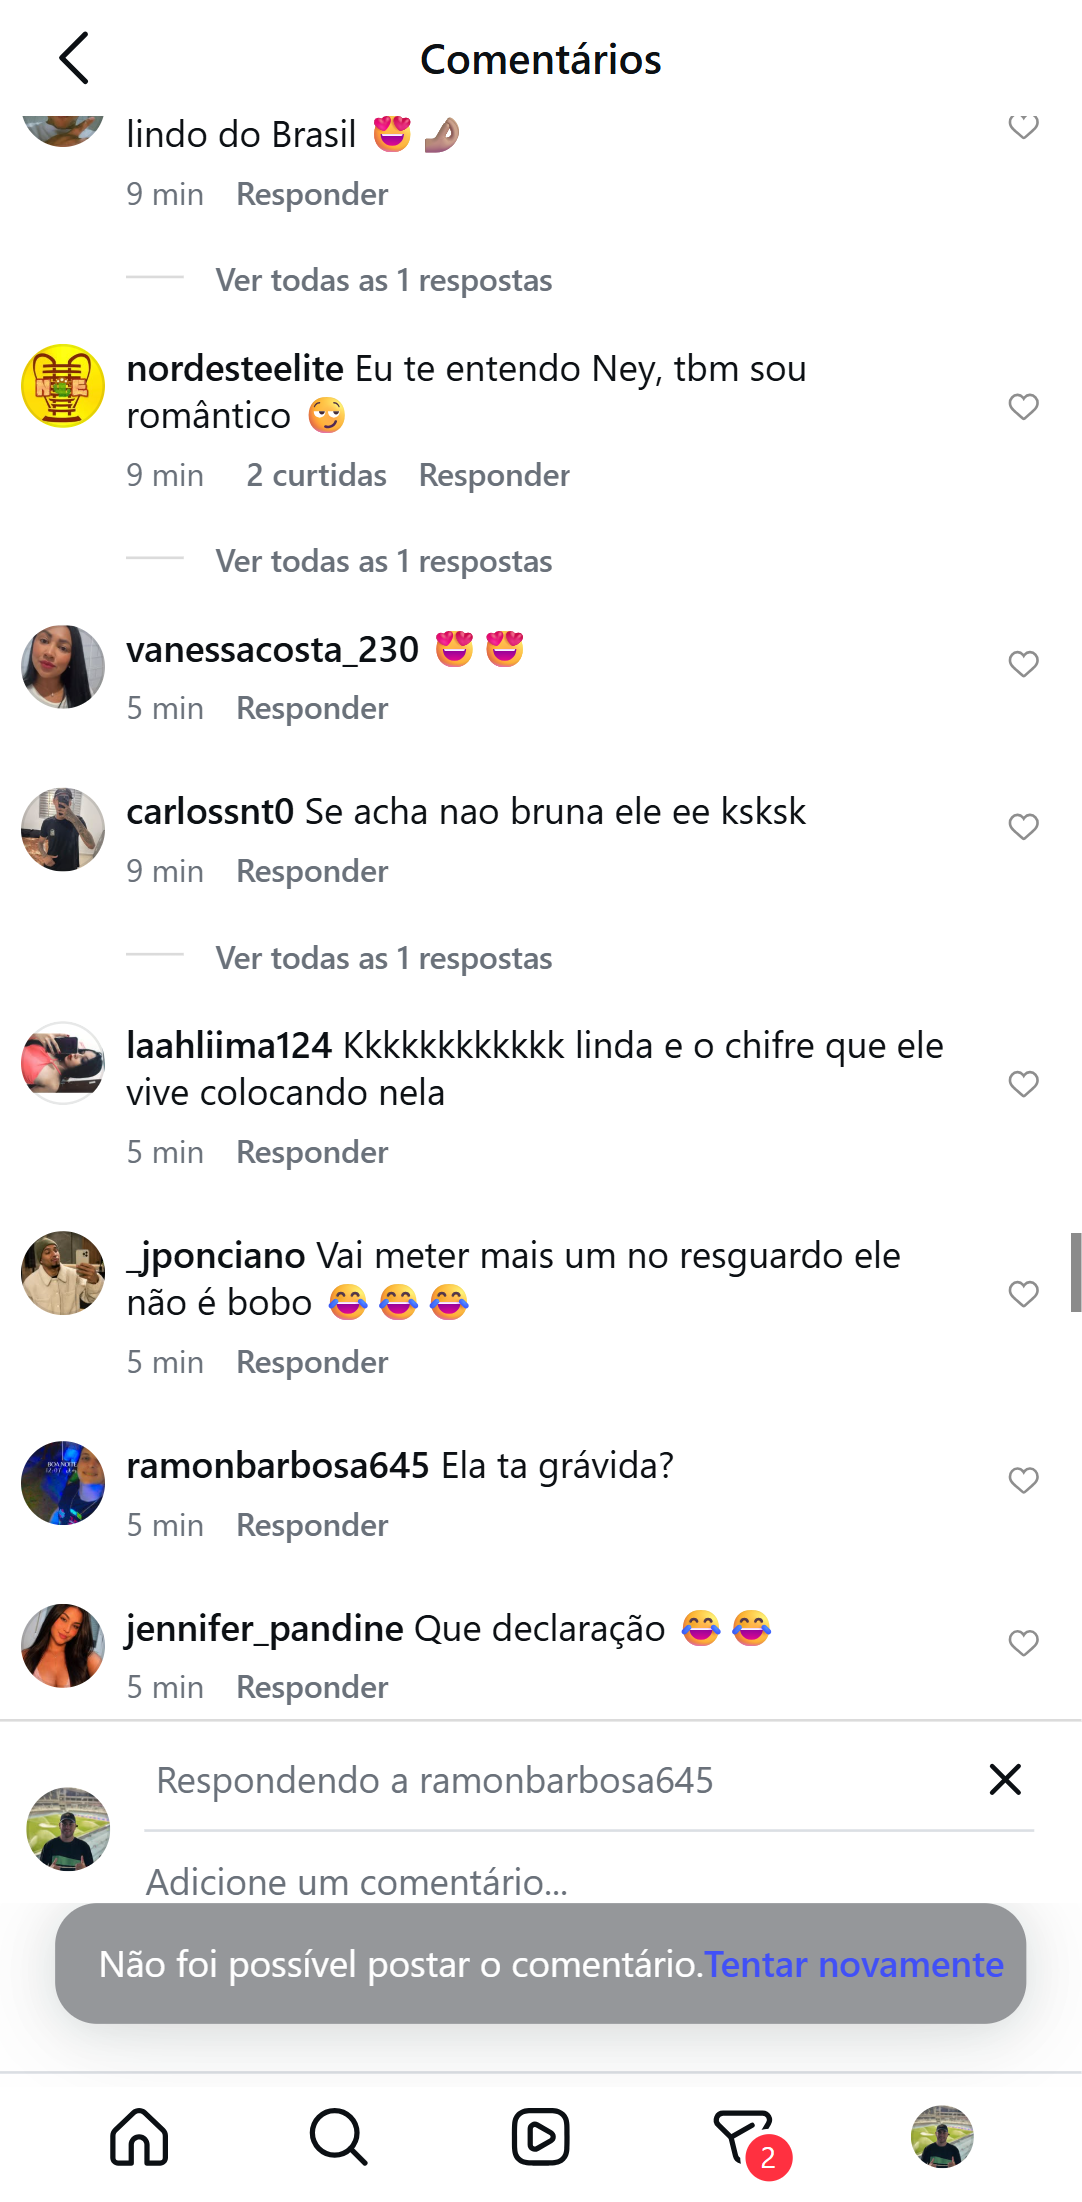 Comentários
lindo do Brasil 😍🤌🏽
9 min Responder
Ver todas as 1 respostas
nordesteelite Eu te entendo Ney, tbm sou
romântico 😏
9 min 2 curtidas Responder
Ver todas as 1 respostas
vanessacosta_230 😍😍
5 min Responder
carlossnt0 Se acha nao bruna ele ee ksksk
9 min Responder
Ver todas as 1 respostas
laahliima124 Kkkkkkkkkkkk linda e o chifre que ele
vive colocando nela
5 min Responder
_jponciano Vai meter mais um no resguardo ele
não é bobo 😂😂😂
5 min Responder
ramonbarbosa645 Ela ta grávida?
5 min Responder
jennifer_pandine Que declaração 😂😂
5 min Responder
Respondendo a ramonbarbosa645
Adicione um comentário...
Não foi possível postar o comentário.Tentar novamente
2